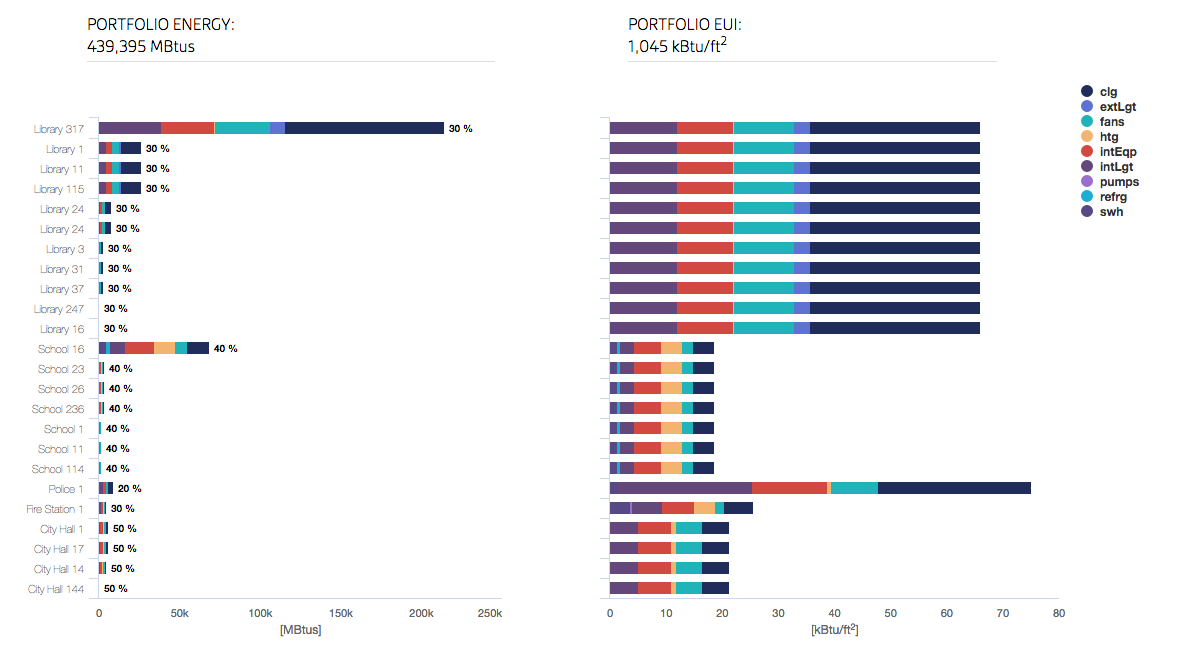 PORTFOLIO ENERGY:
439,395 MBtus
PORTFOLIO EUI:
1,045 kBtu/ft²
clg
extLgt
fans
htg
intEqp
intLgt
pumps
refrg
swh
Library 317 30 %
Library 1 30 %
Library 11 30 %
Library 115 30 %
Library 24 30 %
Library 24 30 %
Library 3 30 %
Library 31 30 %
Library 37 30 %
Library 247 30 %
Library 16 30 %
School 16 40 %
School 23 40 %
School 26 40 %
School 236 40 %
School 1 40 %
School 11 40 %
School 114 40 %
Police 1 20 %
Fire Station 1 30 %
City Hall 1 50 %
City Hall 17 50 %
City Hall 14 50 %
City Hall 144 50 %
0 50k 100k 150k 200k 250k
[MBtus]
0 10 20 30 40 50 60 70 80
[kBtu/ft²]